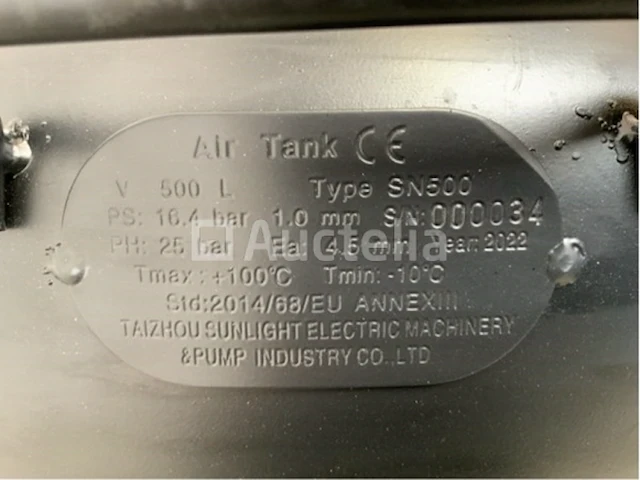 Air Tank CE
V 500 L Type SN500
PS: 16.4 bar 1.0 mm S/N: 000034
PH: 25 bar Ea: 4.5 mm Year: 2022
Auctelia
Tmax: +100°C Tmin: -10°C
Std:2014/68/EU ANNEXIII
TAIZHOU SUNLIGHT ELECTRIC MACHINERY
&PUMP INDUSTRY CO.,LTD